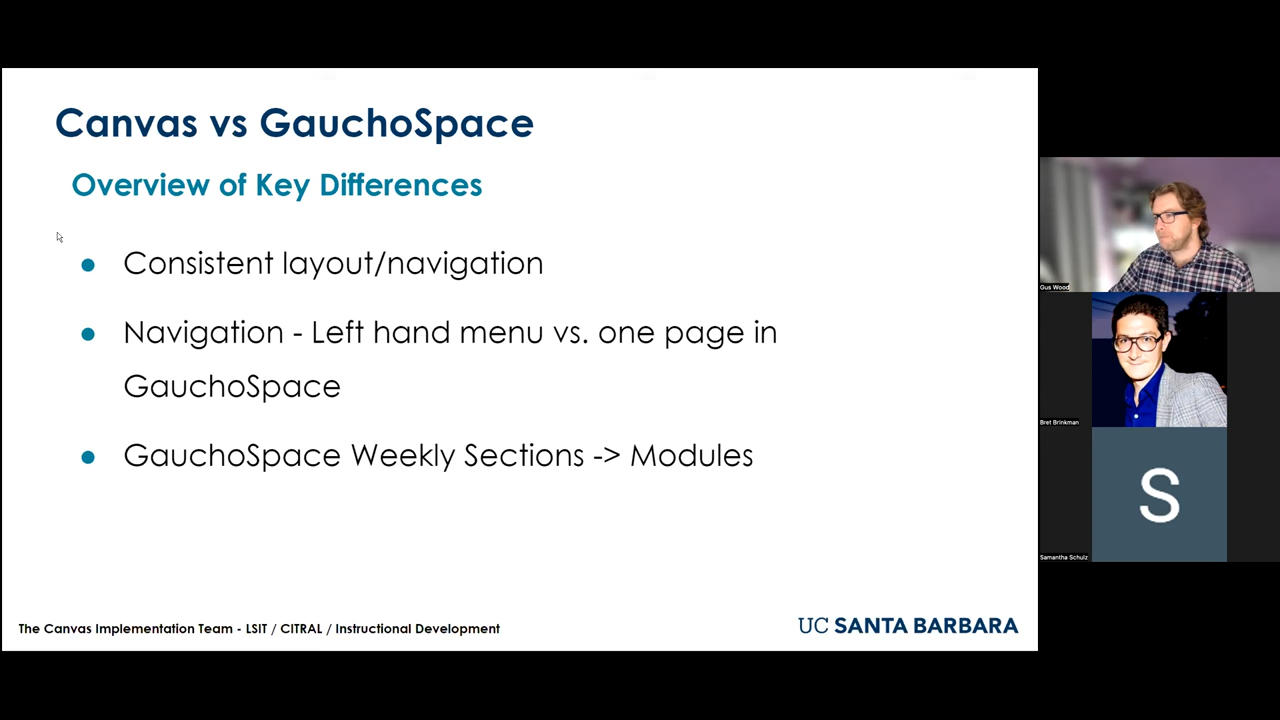 Canvas vs GauchoSpace
Overview of Key Differences
Consistent layout/navigation
Navigation - Left hand menu vs. one page in
GauchoSpace
GauchoSpace Weekly Sections -> Modules
The Canvas Implementation Team - LSIT / CITRAL / Instructional Development
UC SANTA BARBARA
Gus Wood
Bret Brinkman
S
Samantha Schulz